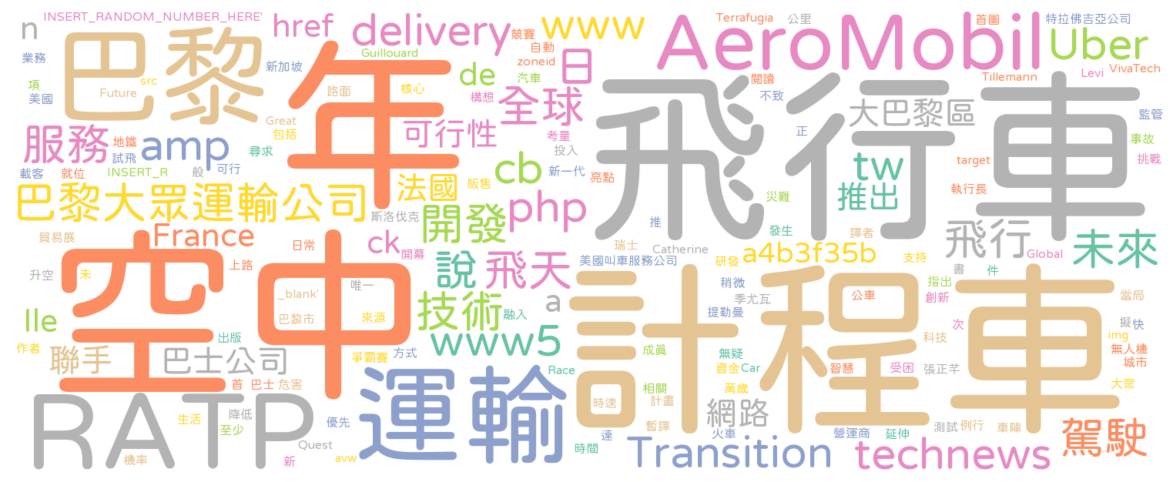 INSERT_RANDOM_NUMBER_HERE'
n
href
delivery
競賽
www
AeroMobil
Terrafugia
公里
首圖
特拉佛吉亞公司
Uber
業務
巴黎
年
新加坡
Guillouard
自動
zoneid
日
閱讀
Tillemann
Levi
VivaTech
項
src
美國
Future
路面
核心
de
汽車
構想
不致
飛行車
大巴黎區
監管
服務
Great
包括
可行性
全球
考量
投入
正
事故
挑戰
地鐵
試飛
amp
尋求
載客
就位
INSERT_R
般
可行
法國
販售
cb
新一代
亮點
tw
target
執行長
巴黎大眾運輸公司
斯洛伐克
開發
php
災難
推出
France
日常
ck
開幕
推
發生
譯者
飛行
未來
貿易展
上路
瑞士
Catherine
研發
a4b3f35b
支持
Global
升空
未
空中
說
飛天
美國叫車服務公司
書
件
_blank'
唯一
a
稍微
季尤瓦
公車
指出
創新
當局
lle
巴黎市
來源
技術
融入
計程車
提勒曼
次
擬
快
作者
出版
www5
科技
img
聯手
巴士公司
爭霸賽
方式
成員
無疑
無人機
城市
首
巴士
危害
Race
資金
Car
智慧
受困
張正芊
RATP
運輸
相關
萬歲
大眾
時速
計畫
網路
生活
降低
至少
優先
暫譯
達
火車
營運商
延伸
測試
例行
車陣
駕駛
機率
Quest
新
avw
時間
Transition
technews